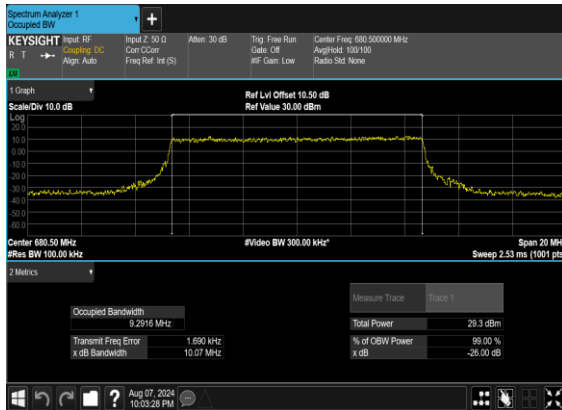 Spectrum Analyzer 1
Occupied BW
KEYSIGHT Input: RF Input Z: 50 Ω Atten: 30 dB Trig: Free Run Center Freq: 680.500000 MHz
R T Coupling: DC Corr CCorr Gate: Off Avg|Hold: 100/100
Align: Auto Freq Ref: Int (S) #IF Gain: Low Radio Std: None
LXI
1 Graph
Ref Lvl Offset 10.50 dB
Scale/Div 10.0 dB Ref Value 30.00 dBm
Log
20.0
10.0
0.00
-10.0
-20.0
-30.0
-40.0
-50.0
-60.0
Center 680.50 MHz #Video BW 300.00 kHz* Span 20 MH
#Res BW 100.00 kHz Sweep 2.53 ms (1001 pts
2 Metrics
Measure Trace Trace 1
Occupied Bandwidth
9.2916 MHz
Total Power 29.3 dBm
Transmit Freq Error 1.690 kHz % of OBW Power 99.00 %
x dB Bandwidth 10.07 MHz x dB -26.00 dB
Aug 07, 2024
10:03:28 PM